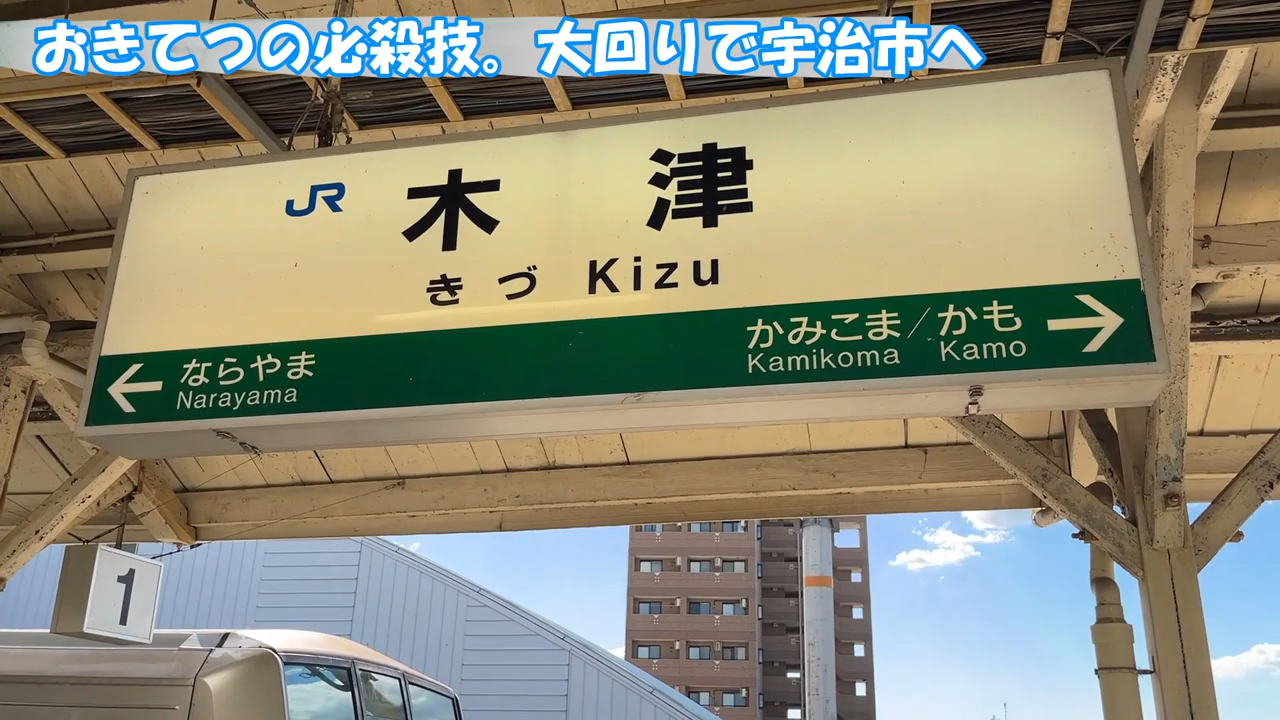 おきてつの必殺技。大回りで宇治市へ
JR 木津
きづ Kizu
← ならやま かみこま/かも →
Narayama Kamikoma Kamo
1